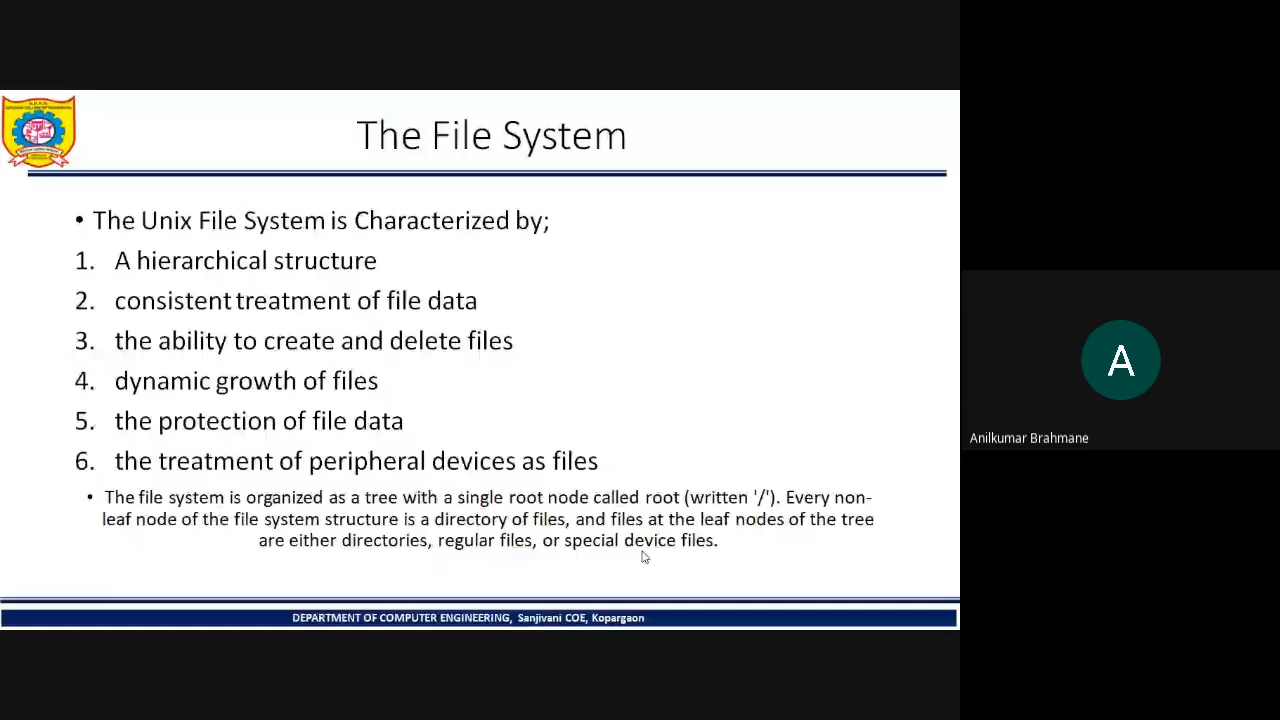 The File System
• The Unix File System is Characterized by;
1. A hierarchical structure
2. consistent treatment of file data
3. the ability to create and delete files
4. dynamic growth of files
5. the protection of file data
6. the treatment of peripheral devices as files
• The file system is organized as a tree with a single root node called root (written '/'). Every non-
leaf node of the file system structure is a directory of files, and files at the leaf nodes of the tree
are either directories, regular files, or special device files.
DEPARTMENT OF COMPUTER ENGINEERING, Sanjivani COE, Kopargaon
A
Anilkumar Brahmane